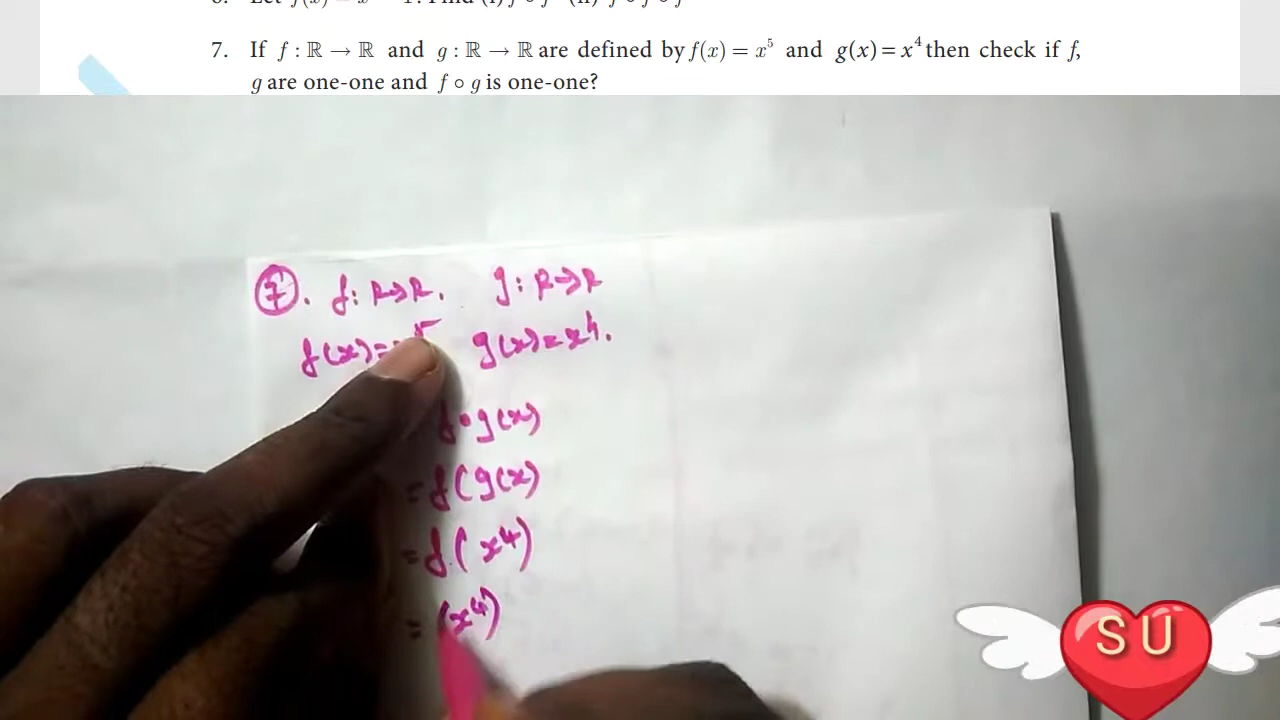 7. If f : ℝ → ℝ and g : ℝ → ℝ are defined by f(x) = x⁵ and g(x) = x⁴ then check if f,
g are one-one and f ∘ g is one-one?
⑦. f: R→R. g: R→R
f(x)= g(x)=x⁴.
f∘g(x)
= f(g(x)
= f.(x⁴)
= (x⁴)
SU